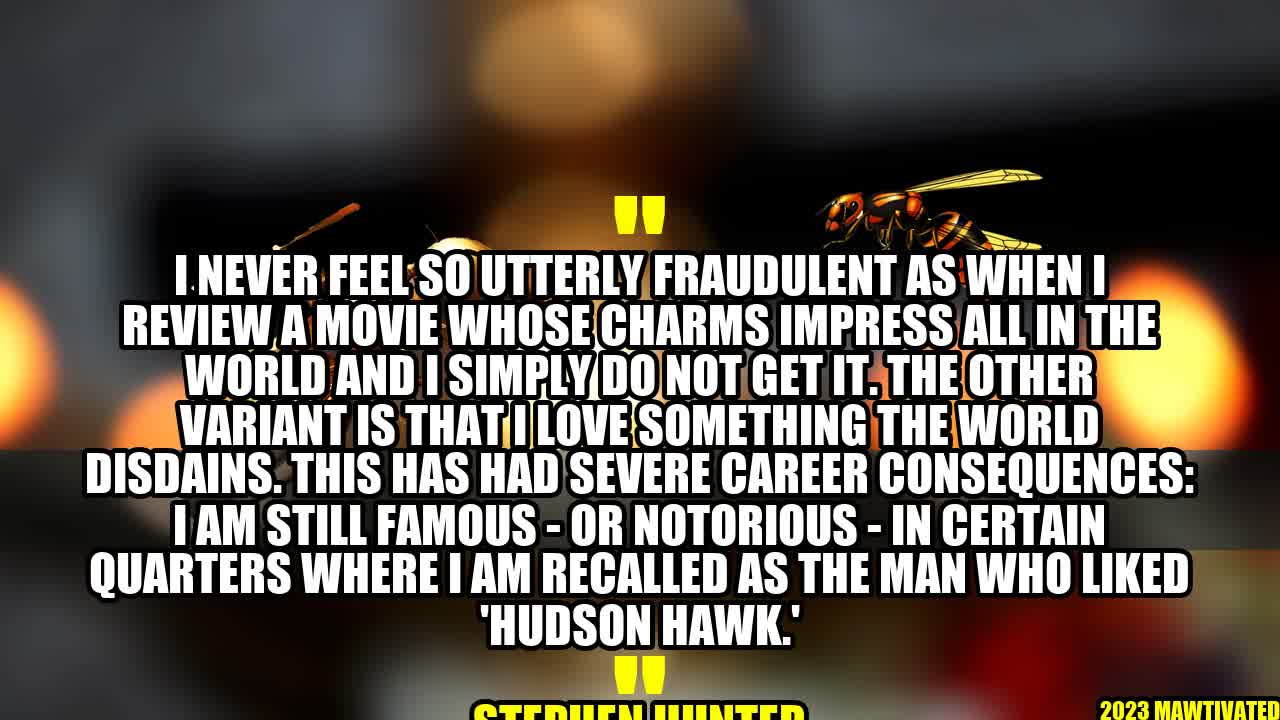 "
I NEVER FEEL SO UTTERLY FRAUDULENT AS WHEN I
REVIEW A MOVIE WHOSE CHARMS IMPRESS ALL IN THE
WORLD AND I SIMPLY DO NOT GET IT. THE OTHER
VARIANT IS THAT I LOVE SOMETHING THE WORLD
DISDAINS. THIS HAS HAD SEVERE CAREER CONSEQUENCES:
I AM STILL FAMOUS - OR NOTORIOUS - IN CERTAIN
QUARTERS WHERE I AM RECALLED AS THE MAN WHO LIKED
'HUDSON HAWK.'
"
STEPHEN HUNTER
2023 MAWTIVATED